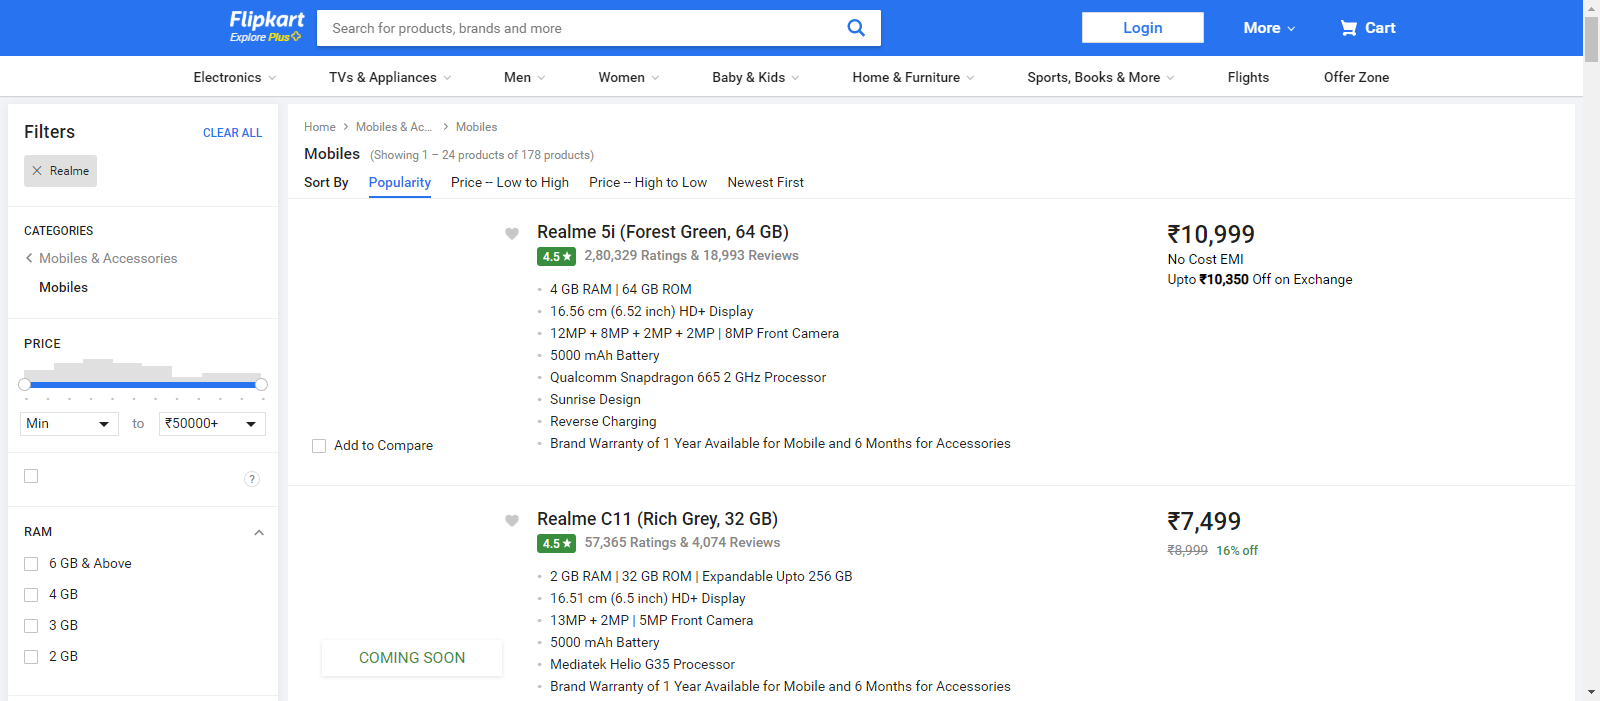 Flipkart
Explore Plus
Search for products, brands and more
Login
More
Cart
Electronics
TVs & Appliances
Men
Women
Baby & Kids
Home & Furniture
Sports, Books & More
Flights
Offer Zone
Filters
CLEAR ALL
Realme
CATEGORIES
Mobiles & Accessories
Mobiles
PRICE
Min
to
₹50000+
?
RAM
6 GB & Above
4 GB
3 GB
2 GB
Home
Mobiles & Ac...
Mobiles
Mobiles (Showing 1 – 24 products of 178 products)
Sort By
Popularity
Price -- Low to High
Price -- High to Low
Newest First
Realme 5i (Forest Green, 64 GB)
4.5 ★ 2,80,329 Ratings & 18,993 Reviews
4 GB RAM | 64 GB ROM
16.56 cm (6.52 inch) HD+ Display
12MP + 8MP + 2MP + 2MP | 8MP Front Camera
5000 mAh Battery
Qualcomm Snapdragon 665 2 GHz Processor
Sunrise Design
Reverse Charging
Brand Warranty of 1 Year Available for Mobile and 6 Months for Accessories
Add to Compare
₹10,999
No Cost EMI
Upto ₹10,350 Off on Exchange
Realme C11 (Rich Grey, 32 GB)
4.5 ★ 57,365 Ratings & 4,074 Reviews
2 GB RAM | 32 GB ROM | Expandable Upto 256 GB
16.51 cm (6.5 inch) HD+ Display
13MP + 2MP | 5MP Front Camera
5000 mAh Battery
Mediatek Helio G35 Processor
Brand Warranty of 1 Year Available for Mobile and 6 Months for Accessories
COMING SOON
₹7,499
₹8,999 16% off